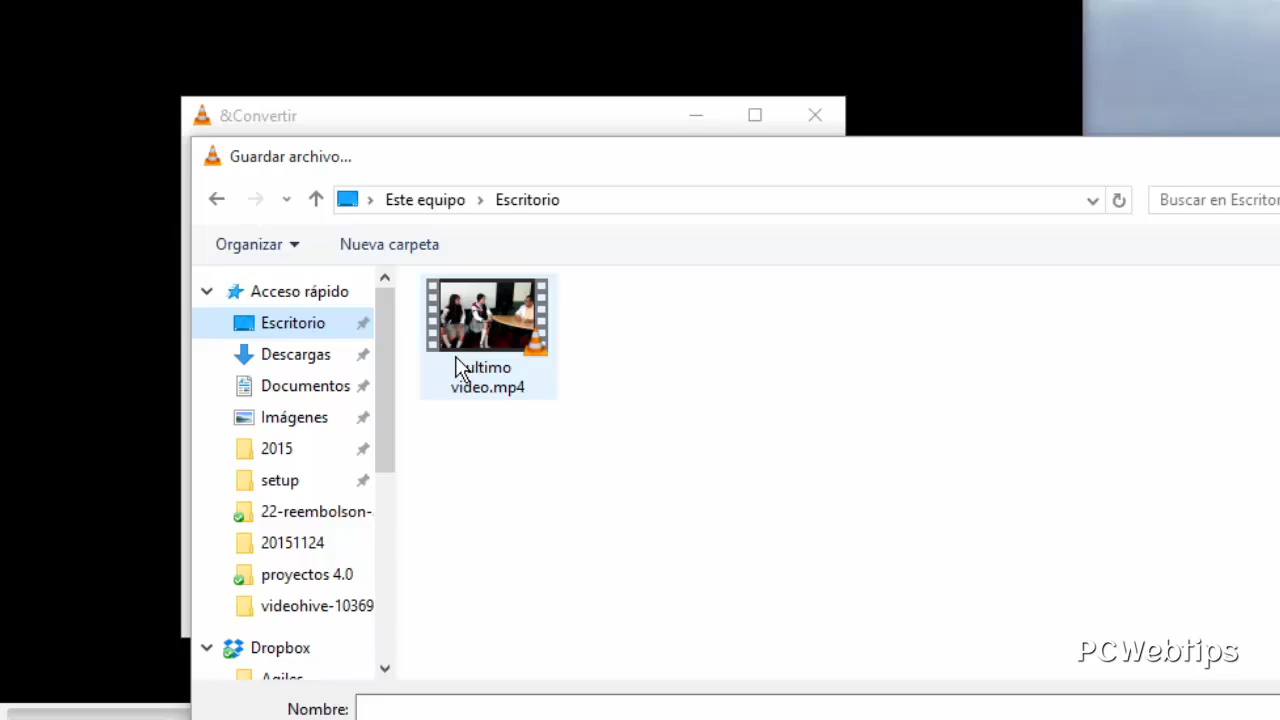 &Convertir
Guardar archivo...
Este equipo
Escritorio
Buscar en Escritor
Organizar
Nueva carpeta
Acceso rápido
Escritorio
Descargas
Documentos
Imágenes
2015
setup
22-reembolson-
20151124
proyectos 4.0
videohive-10369
Dropbox
Agiles
ultimo
video.mp4
PCWebtips
Nombre: